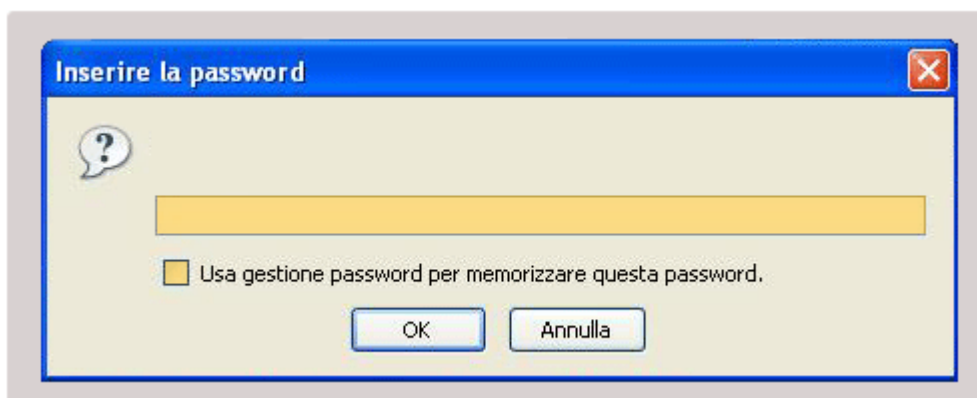 Inserire la password
?
Usa gestione password per memorizzare questa password.
OK
Annulla